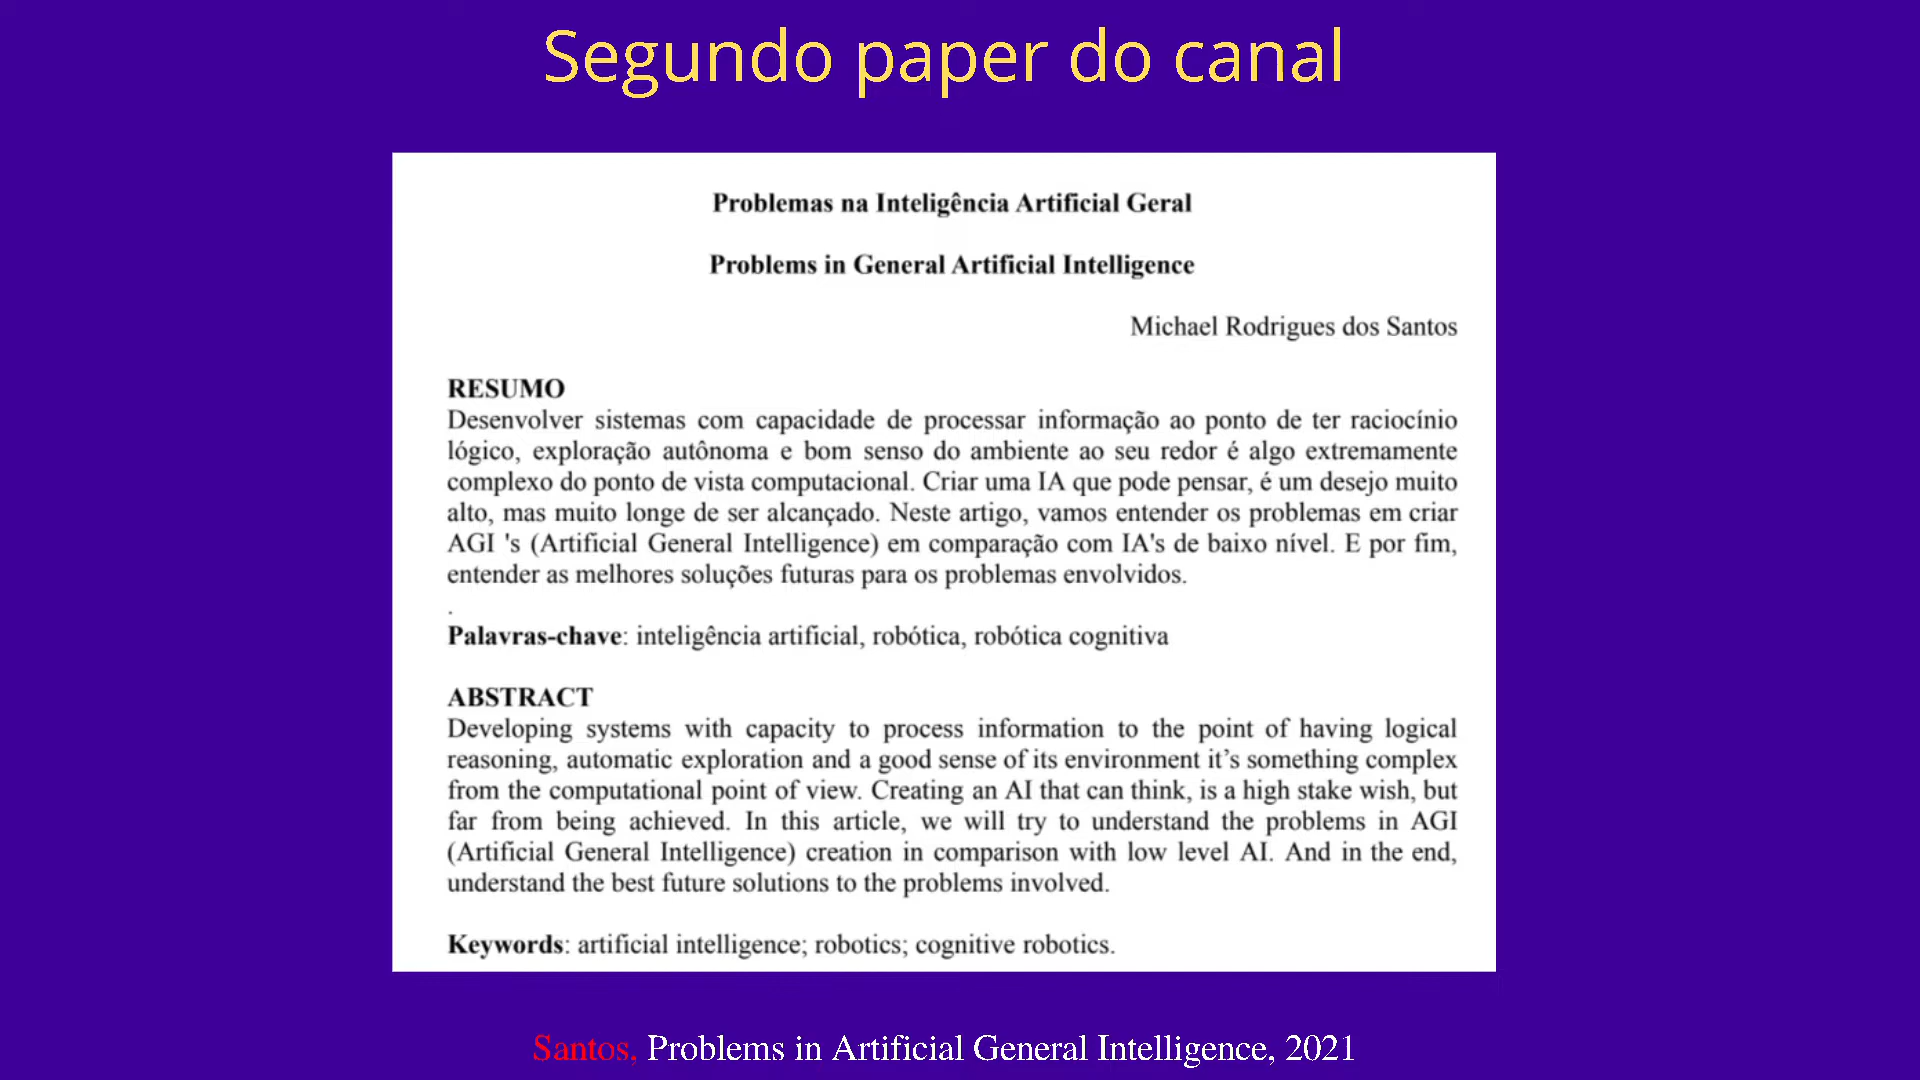 Segundo paper do canal
Problemas na Inteligência Artificial Geral
Problems in General Artificial Intelligence
Michael Rodrigues dos Santos
RESUMO
Desenvolver sistemas com capacidade de processar informação ao ponto de ter raciocínio
lógico, exploração autônoma e bom senso do ambiente ao seu redor é algo extremamente
complexo do ponto de vista computacional. Criar uma IA que pode pensar, é um desejo muito
alto, mas muito longe de ser alcançado. Neste artigo, vamos entender os problemas em criar
AGI 's (Artificial General Intelligence) em comparação com IA's de baixo nível. E por fim,
entender as melhores soluções futuras para os problemas envolvidos.
.
Palavras-chave: inteligência artificial, robótica, robótica cognitiva
ABSTRACT
Developing systems with capacity to process information to the point of having logical
reasoning, automatic exploration and a good sense of its environment it’s something complex
from the computational point of view. Creating an AI that can think, is a high stake wish, but
far from being achieved. In this article, we will try to understand the problems in AGI
(Artificial General Intelligence) creation in comparison with low level AI. And in the end,
understand the best future solutions to the problems involved.
Keywords: artificial intelligence; robotics; cognitive robotics.
Santos, Problems in Artificial General Intelligence, 2021